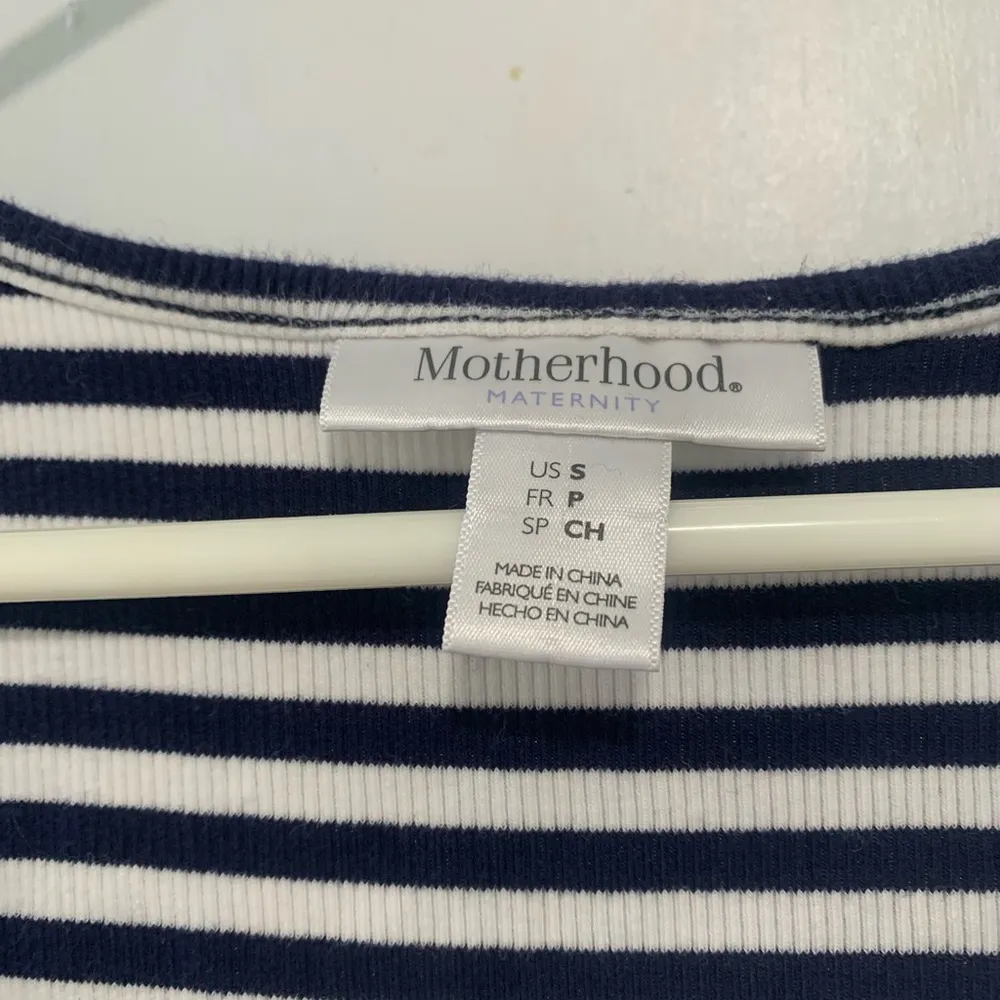 Motherhood®
MATERNITY
US S
FR P
SP CH
MADE IN CHINA
FABRIQUÉ EN CHINE
HECHO EN CHINA